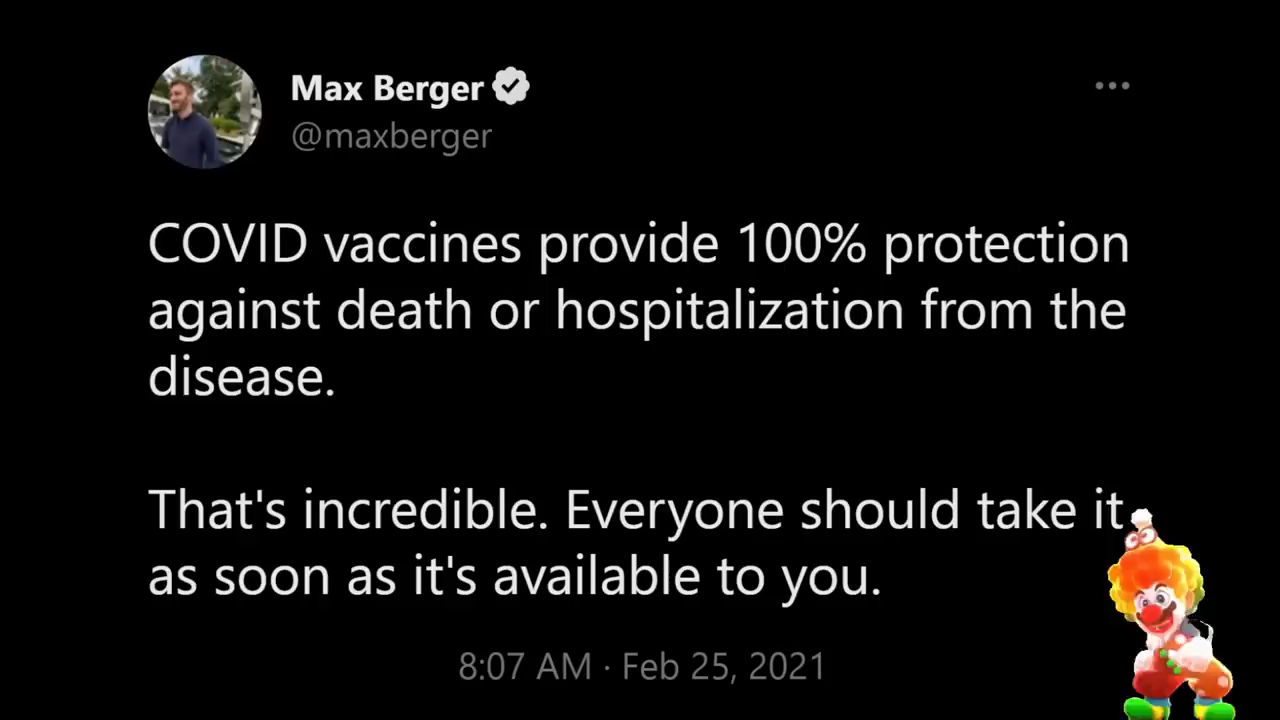 Max Berger
@maxberger
COVID vaccines provide 100% protection
against death or hospitalization from the
disease.
That's incredible. Everyone should take it
as soon as it's available to you.
8:07 AM · Feb 25, 2021